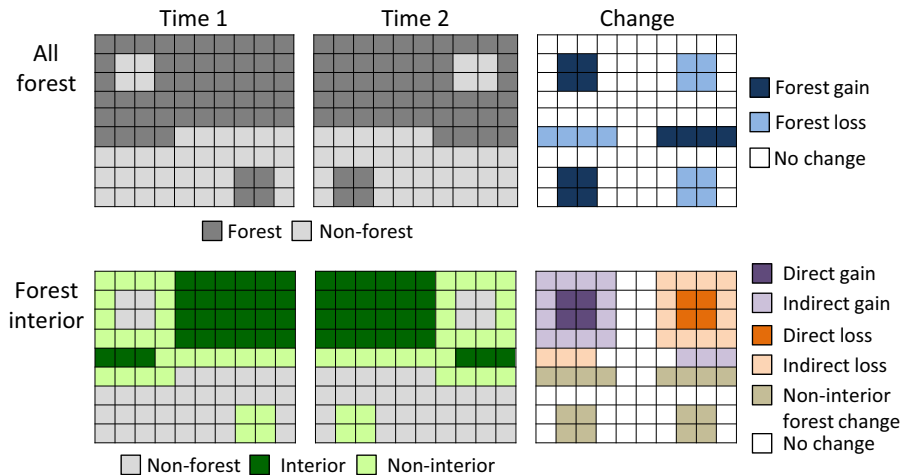 Time 1
Time 2
Change
All
forest
Forest gain
Forest loss
No change
Forest
Non-forest
Forest
interior
Direct gain
Indirect gain
Direct loss
Indirect loss
Non-interior
forest change
No change
Non-forest
Interior
Non-interior